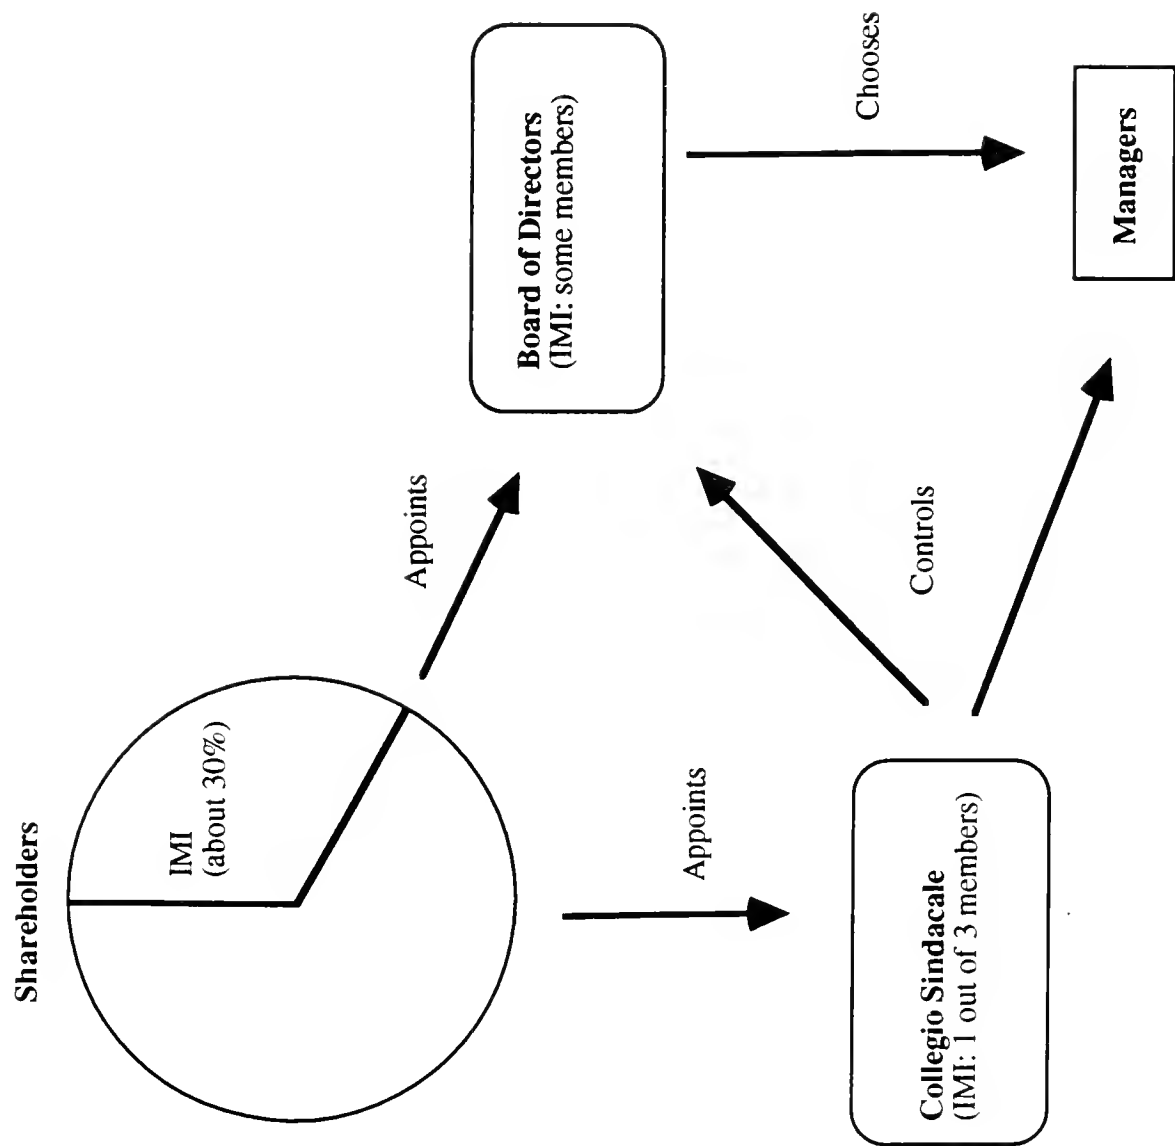 Shareholders
IMI
(about 30%)
Appoints
Appoints
Board of Directors
(IMI: some members)
Collegio Sindacale
(IMI: 1 out of 3 members)
Controls
Chooses
Managers